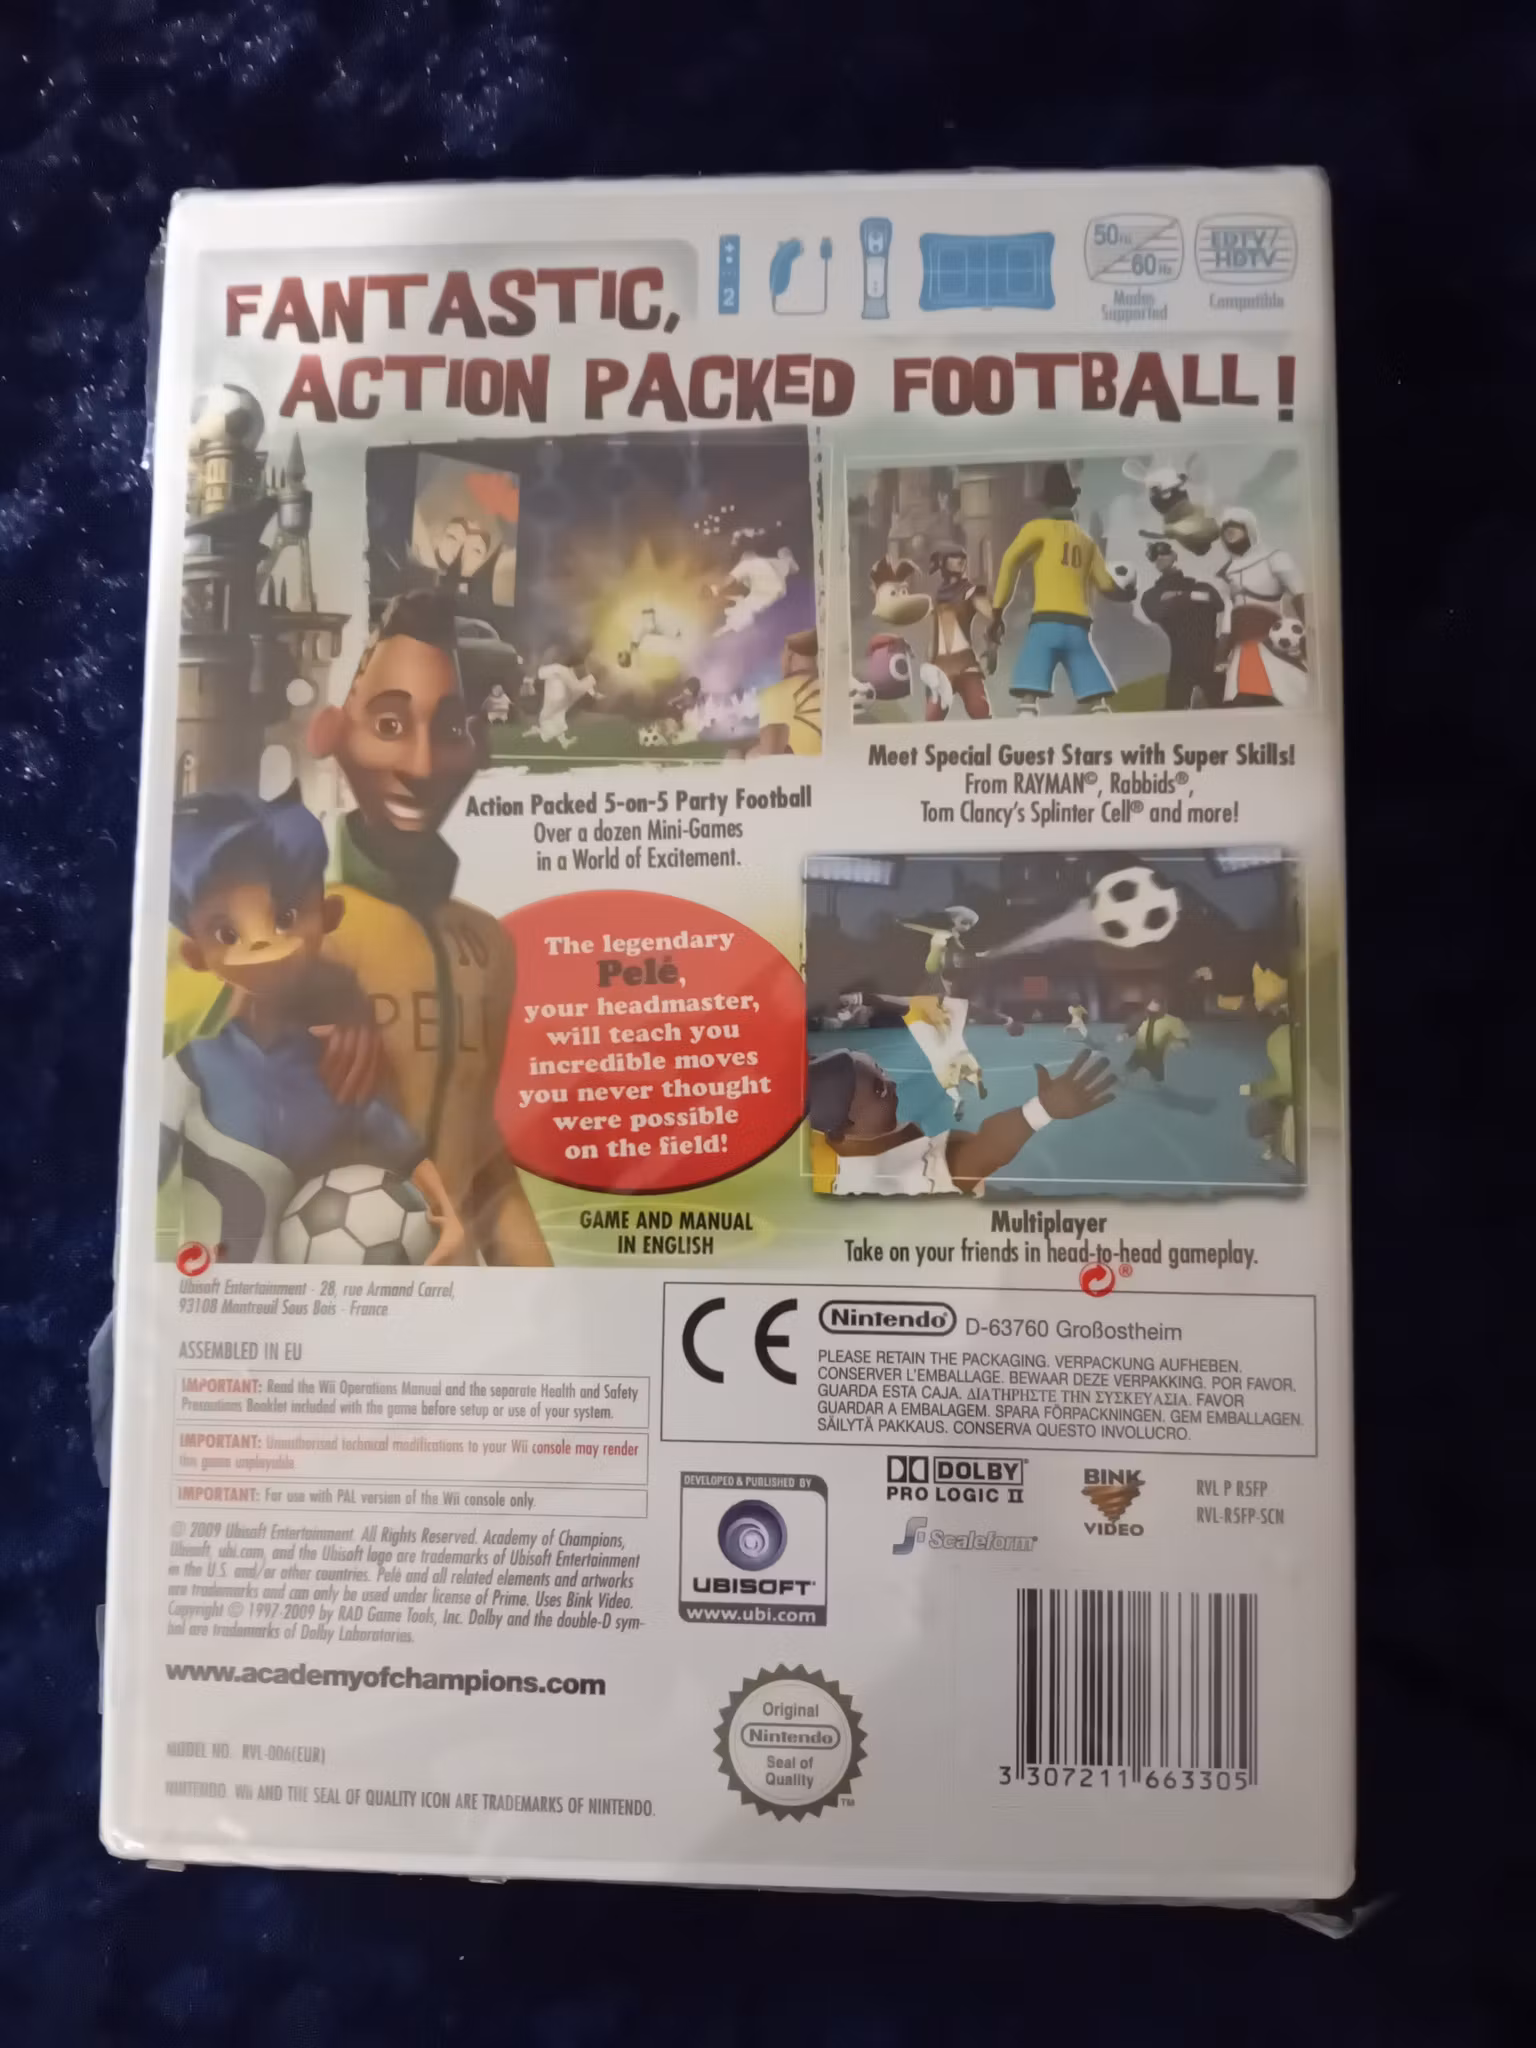 2
50Hz
60Hz
Modes
Supported
EDTV/
HDTV
Compatible
FANTASTIC,
ACTION PACKED FOOTBALL!
10
Action Packed 5-on-5 Party Football
Over a dozen Mini-Games
in a World of Excitement.
Meet Special Guest Stars with Super Skills!
From RAYMAN©, Rabbids®,
Tom Clancy's Splinter Cell® and more!
10
PELE
The legendary
Pelé,
your headmaster,
will teach you
incredible moves
you never thought
were possible
on the field!
GAME AND MANUAL
IN ENGLISH
Multiplayer
Take on your friends in head-to-head gameplay.
®
®
Ubisoft Entertainment - 28, rue Armand Carrel,
93108 Montreuil Sous Bois - France
ASSEMBLED IN EU
IMPORTANT: Read the Wii Operations Manual and the separate Health and Safety
Precautions Booklet included with the game before setup or use of your system.
IMPORTANT: Unauthorised technical modifications to your Wii console may render
this game unplayable.
IMPORTANT: For use with PAL version of the Wii console only.
© 2009 Ubisoft Entertainment. All Rights Reserved. Academy of Champions,
Ubisoft, ubi.com, and the Ubisoft logo are trademarks of Ubisoft Entertainment
in the U.S. and/or other countries. Pelé and all related elements and artworks
are trademarks and can only be used under license of Prime. Uses Bink Video.
Copyright © 1997-2009 by RAD Game Tools, Inc. Dolby and the double-D sym-
bol are trademarks of Dolby Laboratories.
www.academyofchampions.com
MODEL NO. RVL-006(EUR)
NINTENDO, Wii AND THE SEAL OF QUALITY ICON ARE TRADEMARKS OF NINTENDO.
CE
Nintendo® D-63760 Großostheim
PLEASE RETAIN THE PACKAGING. VERPACKUNG AUFHEBEN.
CONSERVER L'EMBALLAGE. BEWAAR DEZE VERPAKKING. POR FAVOR,
GUARDA ESTA CAJA. ΔΙΑΤΗΡΗΣΤΕ ΤΗΝ ΣΥΣΚΕΥΑΣΙΑ. FAVOR
GUARDAR A EMBALAGEM. SPARA FÖRPACKNINGEN. GEM EMBALLAGEN.
SÄILYTÄ PAKKAUS. CONSERVA QUESTO INVOLUCRO.
DEVELOPED & PUBLISHED BY
UBISOFT
www.ubi.com
DOLBY
PRO LOGIC II
Scaleform
BINK
VIDEO
RVL P R5FP
RVL-R5FP-SCN
Original
Nintendo
Seal of
Quality
TM
3 307211 663305